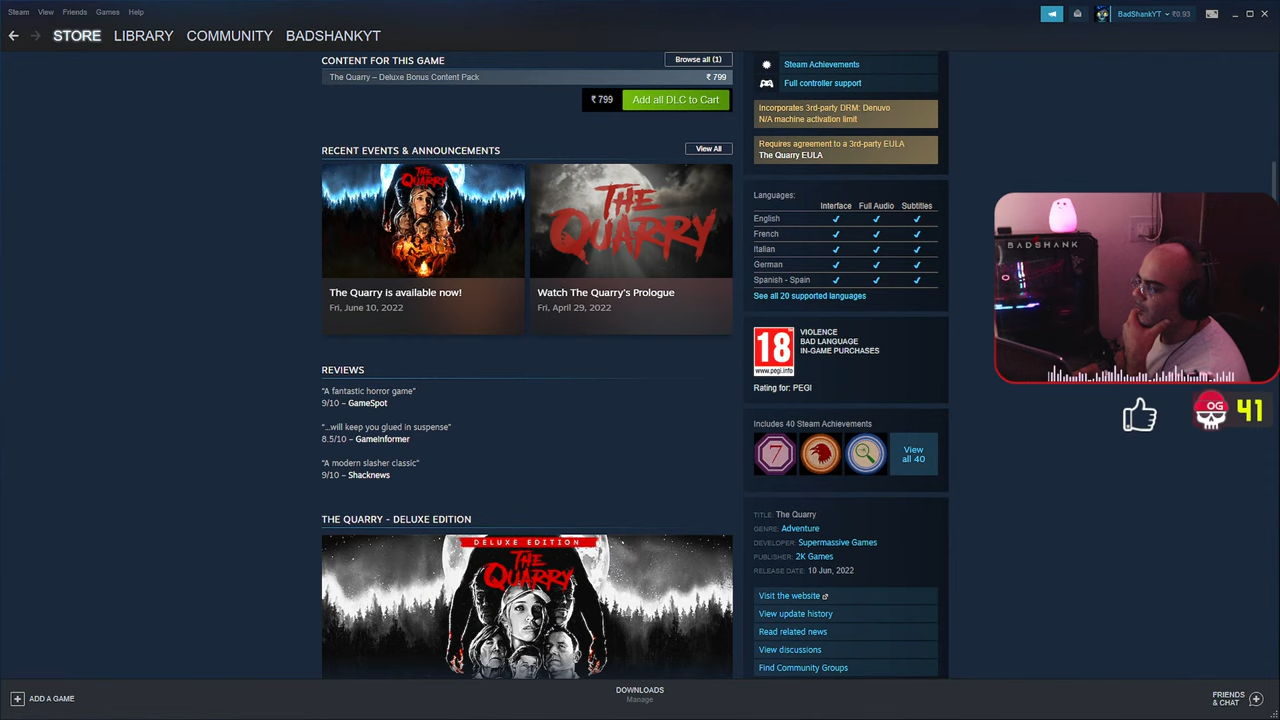 Steam View Friends Games Help
BadShankYT ₹0.93
STORE LIBRARY COMMUNITY BADSHANKYT
CONTENT FOR THIS GAME
Browse all (1)
The Quarry – Deluxe Bonus Content Pack ₹ 799
₹ 799 Add all DLC to Cart
RECENT EVENTS & ANNOUNCEMENTS
View All
THE QUARRY
THE QUARRY
The Quarry is available now!
Fri, June 10, 2022
Watch The Quarry's Prologue
Fri, April 29, 2022
REVIEWS
“A fantastic horror game”
9/10 – GameSpot
“...will keep you glued in suspense”
8.5/10 – GameInformer
“A modern slasher classic”
9/10 – Shacknews
THE QUARRY - DELUXE EDITION
DELUXE EDITION
THE QUARRY
Steam Achievements
Full controller support
Incorporates 3rd-party DRM: Denuvo
N/A machine activation limit
Requires agreement to a 3rd-party EULA
The Quarry EULA
Languages:
Interface Full Audio Subtitles
English ✔ ✔ ✔
French ✔ ✔ ✔
Italian ✔ ✔ ✔
German ✔ ✔ ✔
Spanish - Spain ✔ ✔ ✔
See all 20 supported languages
18
www.pegi.info
VIOLENCE
BAD LANGUAGE
IN-GAME PURCHASES
Rating for: PEGI
Includes 40 Steam Achievements
7
View
all 40
TITLE: The Quarry
GENRE: Adventure
DEVELOPER: Supermassive Games
PUBLISHER: 2K Games
RELEASE DATE: 10 Jun, 2022
Visit the website
View update history
Read related news
View discussions
Find Community Groups
BADSHANK
OG 41
ADD A GAME
DOWNLOADS
Manage
FRIENDS
& CHAT